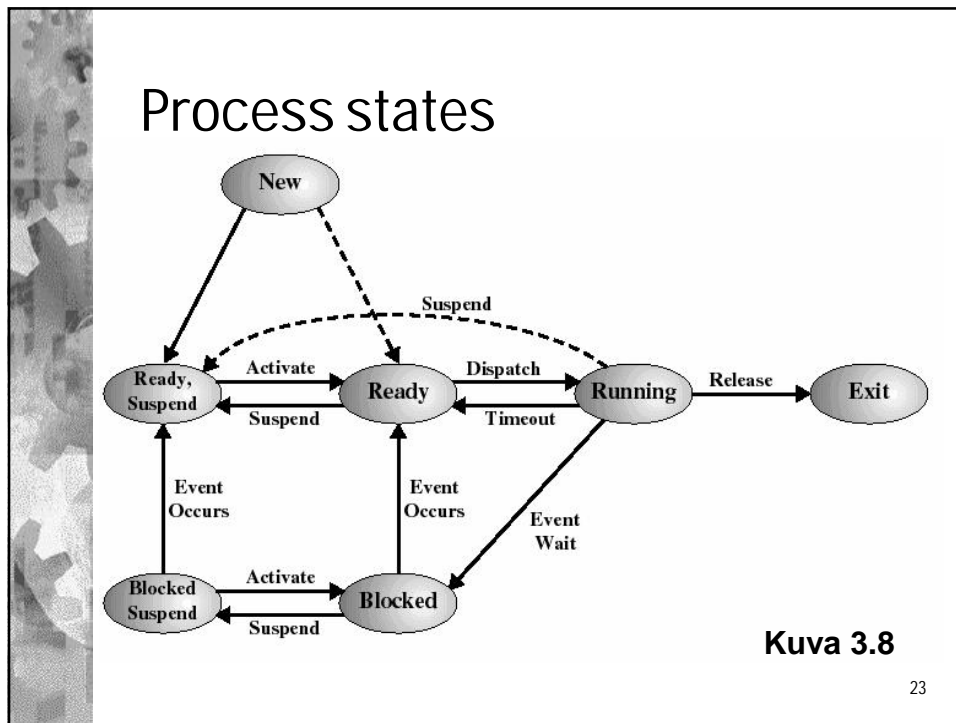 Process states
New
Suspend
Ready,
Suspend
Activate
Suspend
Ready
Dispatch
Timeout
Running
Release
Exit
Event
Occurs
Event
Occurs
Event
Wait
Blocked
Suspend
Activate
Suspend
Blocked
Kuva 3.8
23